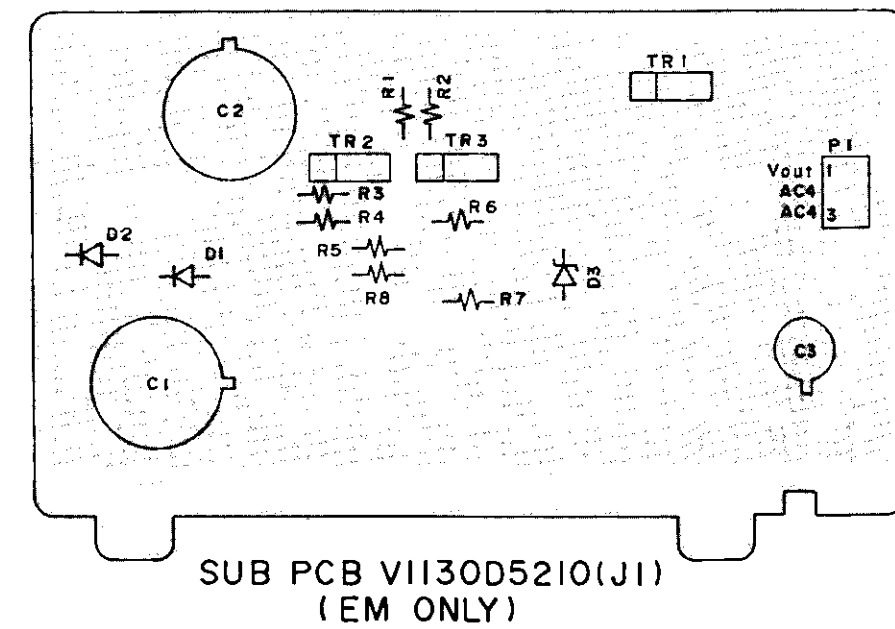 C2
R1
R2
TR1
TR2
TR3
P1
Vout 1
AC4
AC4 3
R3
R4
R6
D2
D1
R5
R8
R7
D3
C1
C3
SUB PCB V1130D5210(J1)
(EM ONLY)